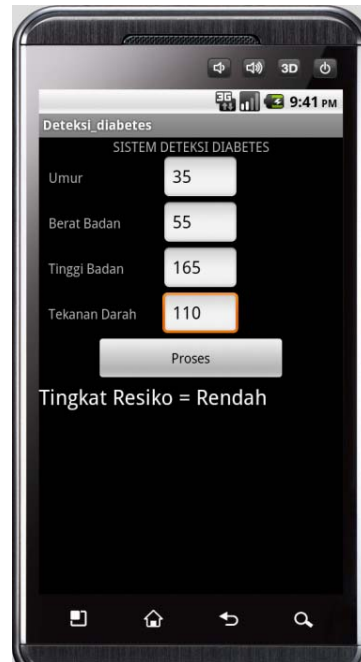 3D
3G 9:41 PM
Deteksi_diabetes
SISTEM DETEKSI DIABETES
Umur 35
Berat Badan 55
Tinggi Badan 165
Tekanan Darah 110
Proses
Tingkat Resiko = Rendah